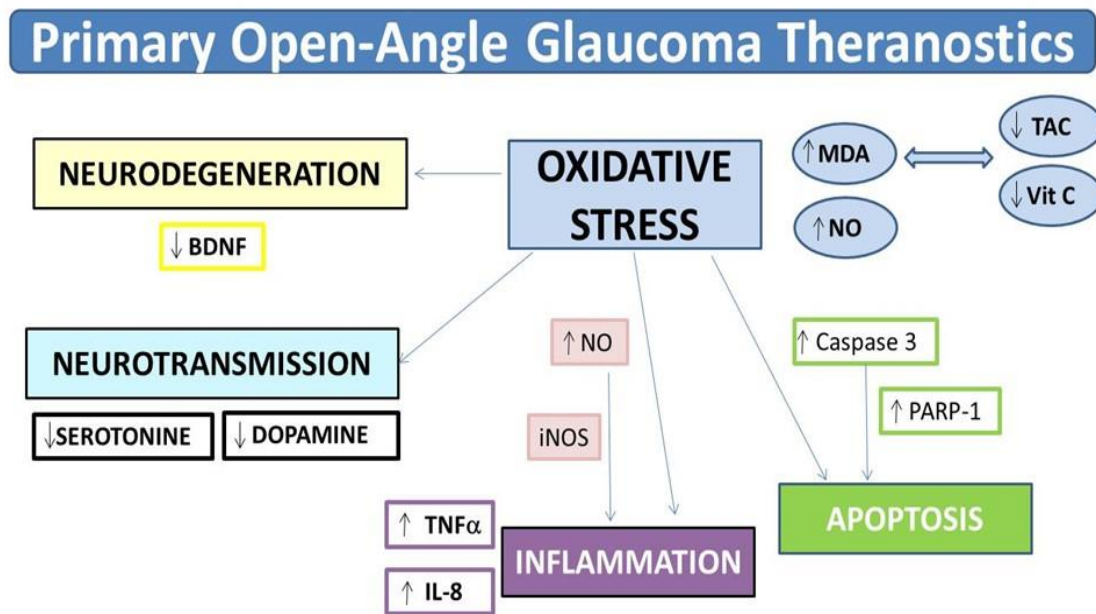 Primary Open-Angle Glaucoma Theranostics
NEURODEGENERATION
↓ BDNF
OXIDATIVE
STRESS
↑ MDA
↓ TAC
↓ Vit C
↑ NO
NEUROTRANSMISSION
↓SEROTONINE
↓ DOPAMINE
↑ NO
iNOS
↑ Caspase 3
↑ PARP-1
↑ TNFα
↑ IL-8
INFLAMMATION
APOPTOSIS